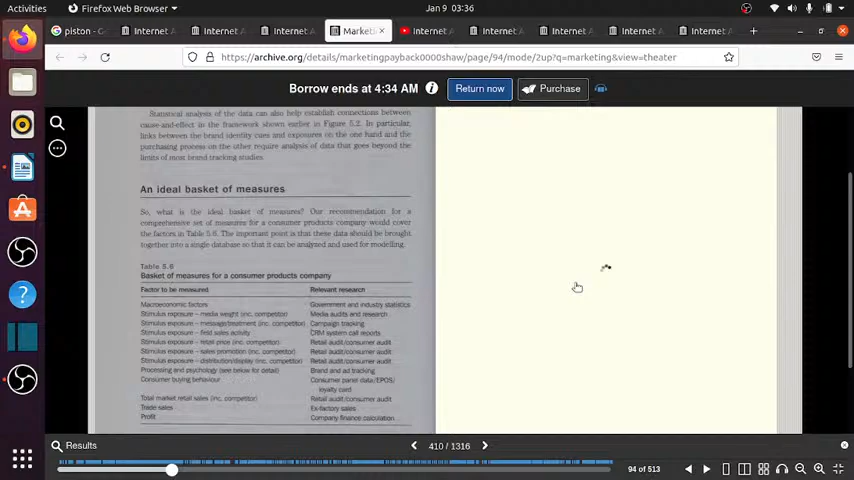 Activities
Firefox Web Browser
Jan 9 03:36
piston - G
Internet A
Internet A
Internet A
Marketi
Internet A
Internet A
Internet A
Internet A
Internet A
https://archive.org/details/marketingpayback0000shaw/page/94/mode/2up?q=marketing&view=theater
Borrow ends at 4:34 AM
Return now
Purchase
Statistical analysis of the data can also help establish connections between
cause-and-effect in the framework shown earlier in Figure 5.2. In particular,
links between the brand identity cues and exposures on the one hand and the
purchasing process on the other require analysis of data that goes beyond the
limits of most brand tracking studies.
An ideal basket of measures
So, what is the ideal basket of measures? Our recommendation for a
comprehensive set of measures for a consumer products company would cover
the factors in Table 5.6. The important point is that these data should be brought
together into a single database so that it can be analyzed and used for modelling.
Table 5.6
Basket of measures for a consumer products company
Factor to be measured Relevant research
Macroeconomic factors Government and industry statistics
Stimulus exposure – media weight (inc. competitor) Media audits and research
Stimulus exposure – message/treatment (inc. competitor) Campaign tracking
Stimulus exposure – field sales activity CRM system call reports
Stimulus exposure – retail price (inc. competitor) Retail audit/consumer audit
Stimulus exposure – sales promotion (inc. competitor) Retail audit/consumer audit
Stimulus exposure – distribution/display (inc. competitor) Retail audit/consumer audit
Processing and psychology (see below for detail) Brand and ad tracking
Consumer buying behaviour Consumer panel (data/EPOS/
loyalty card
Total market retail sales (inc. competitor) Retail audit/consumer audit
Trade sales Ex-factory sales
Profit Company finance calculation
Results
410 / 1316
94 of 513